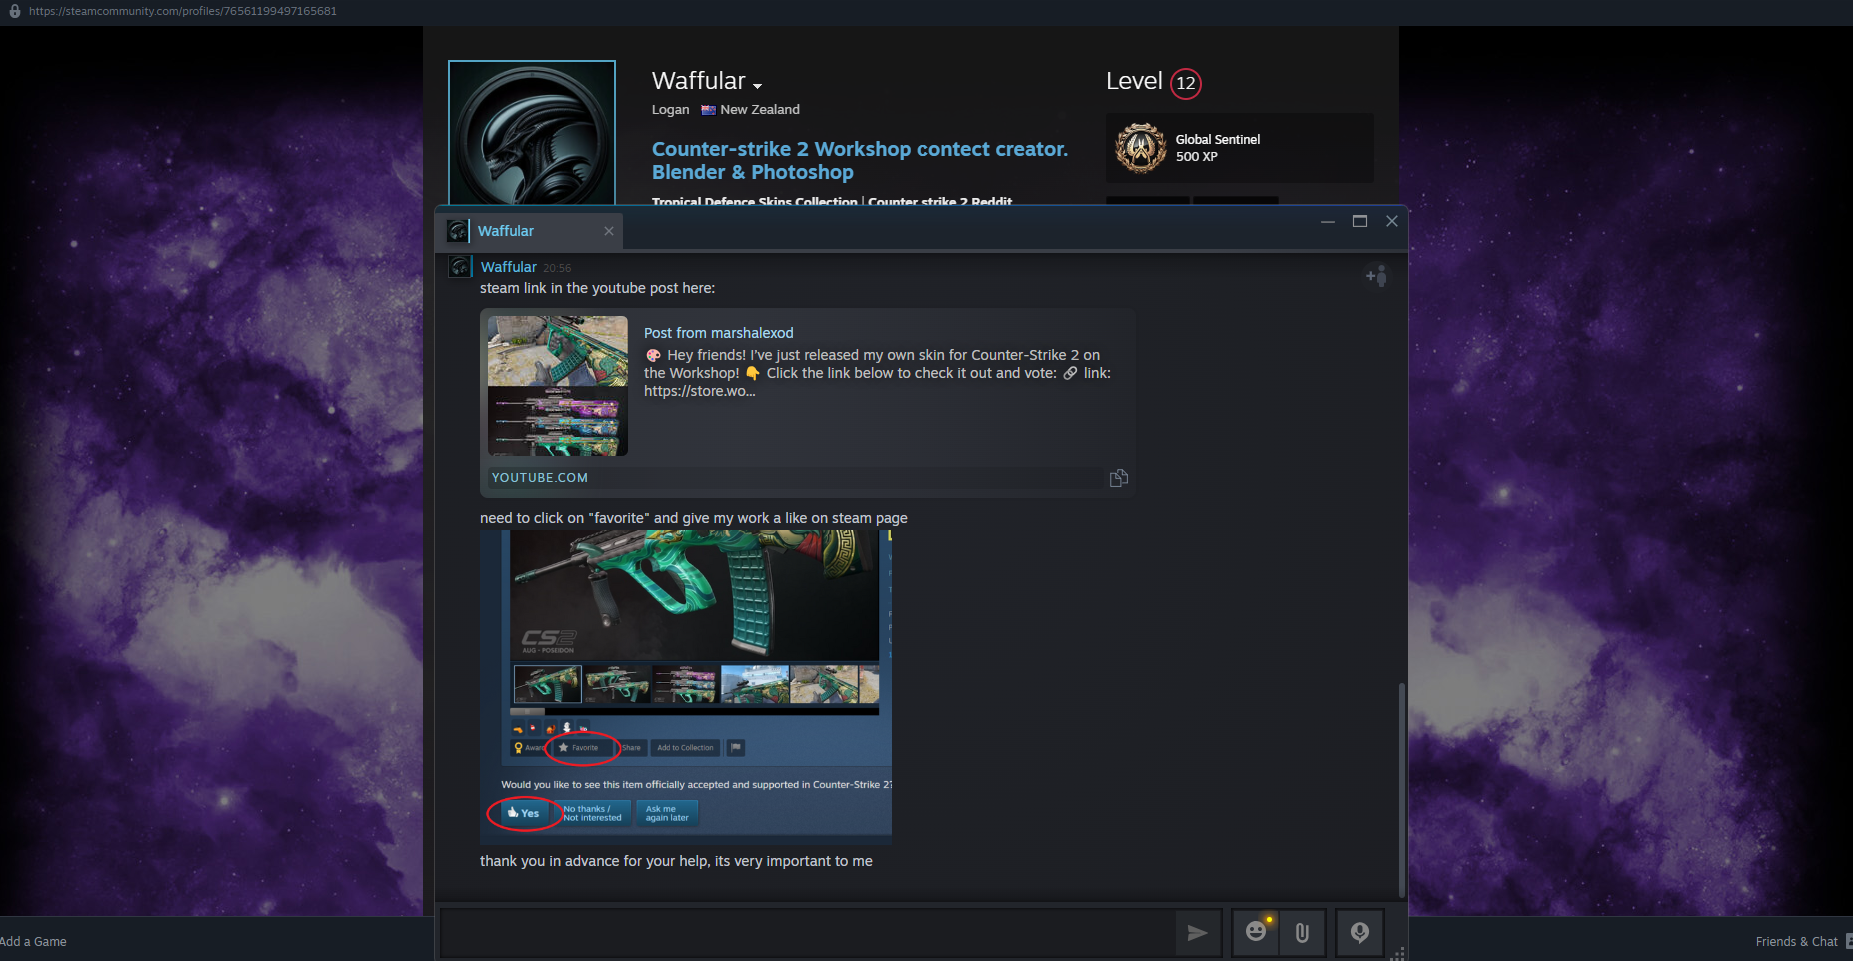 https://steamcommunity.com/profiles/76561199497165681
Waffular
Logan New Zealand
Counter-strike 2 Workshop contect creator.
Blender & Photoshop
Tropical Defence Skins Collection | Counter strike 2 Reddit
Level 12
Global Sentinel
500 XP
Waffular
Waffular 20:56
steam link in the youtube post here:
Post from marshalexod
🎨 Hey friends! I've just released my own skin for Counter-Strike 2 on
the Workshop! 👇 Click the link below to check it out and vote: 🔗 link:
https://store.wo...
YOUTUBE.COM
need to click on "favorite" and give my work a like on steam page
CS2
AUG - POSEIDON
Award Favorite Share Add to Collection
Would you like to see this item officially accepted and supported in Counter-Strike 2?
Yes
No thanks /
Not interested
Ask me
again later
thank you in advance for your help, its very important to me
Add a Game
Friends & Chat